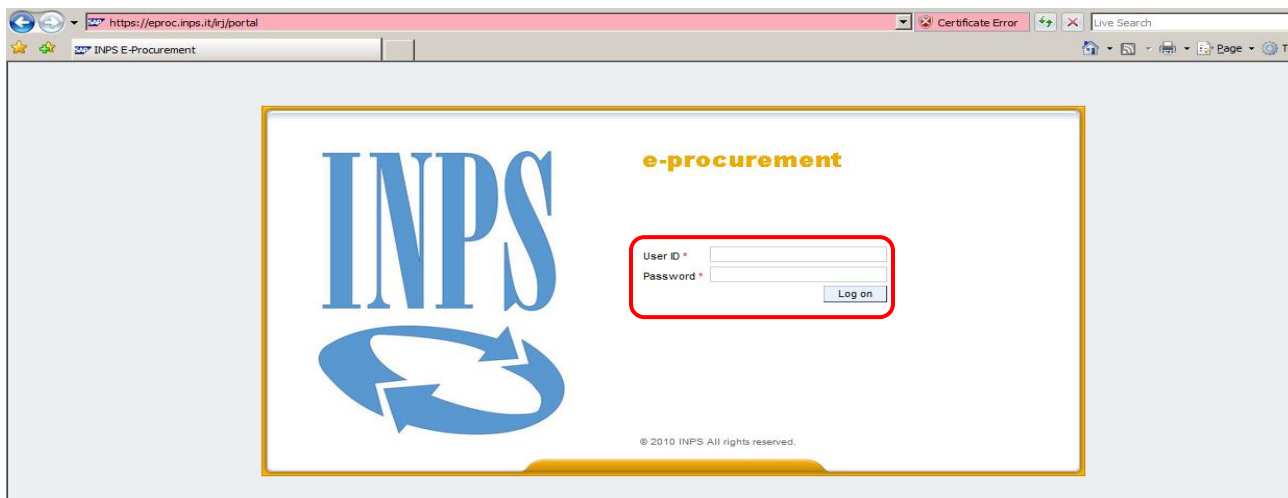 https://eproc.inps.it/irj/portal Certificate Error Live Search
INPS E-Procurement Page
INPS
e-procurement
User ID *
Password *
Log on
© 2010 INPS All rights reserved.